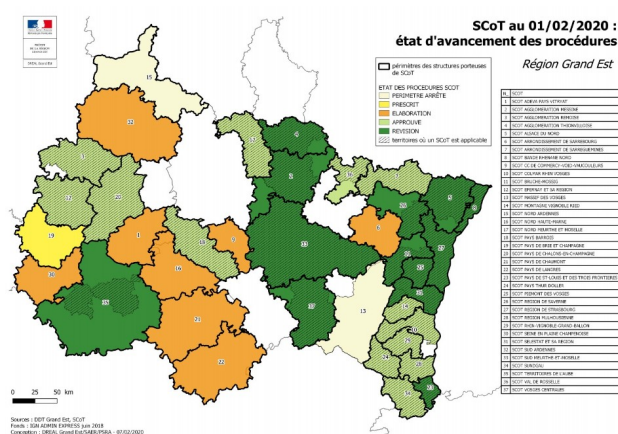 SCoT au 01/02/2020 :
état d'avancement des procédures
Région Grand Est
périmètres des structures porteuses
de SCoT
ETAT DES PROCEDURES SCOT
PERIMETRE ARRÊTE
PRESCRIT
ELABORATION
APPROUVE
REVISION
territoires où un SCoT est applicable
SCOT
1 SCOT ADEVA PAYS VITRYAT
2 SCOT AGGLOMERATION MESSINE
3 SCOT AGGLOMERATION REMOISE
4 SCOT AGGLOMERATION THIONVILLOISE
5 SCOT ALSACE DU NORD
6 SCOT ARRONDISSEMENT DE SARREBOURG
7 SCOT ARRONDISSEMENT DE SARREGUEMINES
8 SCOT BANDE RHENANE NORD
9 SCOT CC DE COMMERCY-VOID-VAUCOULEURS
10 SCOT COLMAR RHIN VOSGES
11 SCOT BRUCHE-MOSSIG
12 SCOT EPERNAY ET SA REGION
13 SCOT MASSIF DES VOSGES
14 SCOT MONTAGNE VIGNOBLE RIED
15 SCOT NORD ARDENNES
16 SCOT NORD HAUTE-MARNE
17 SCOT NORD MEURTHE ET MOSELLE
18 SCOT PAYS BARROIS
19 SCOT PAYS DE BRIE ET CHAMPAGNE
20 SCOT PAYS DE CHALONS-EN-CHAMPAGNE
21 SCOT PAYS DE CHAUMONT
22 SCOT PAYS DE LANGRES
23 SCOT PAYS DE ST LOUIS ET DES TROIS FRONTIERES
24 SCOT PAYS THUR DOLLER
25 SCOT PIEMONT DES VOSGES
26 SCOT REGION DE SAVERNE
27 SCOT REGION DE STRASBOURG
28 SCOT REGION MULHOUSIENNE
29 SCOT RHIN-VIGNOBLE-GRAND BALLON
30 SCOT SEINE EN PLAINE CHAMPENOISE
31 SCOT SELESTAT ET SA REGION
32 SCOT SUD ARDENNES
33 SCOT SUD MEURTHE-ET-MOSELLE
34 SCOT SUNDGAU
35 SCOT TERRITOIRES DE L'AUBE
36 SCOT VAL DE ROSSELLE
37 SCOT VOSGES CENTRALES
0 25 50 km
Sources : DDT Grand Est, SCoT
Fonds : IGN ADMIN EXPRESS juin 2018
Conception : DREAL Grand Est/SAER/PSRA - 07/02/2020